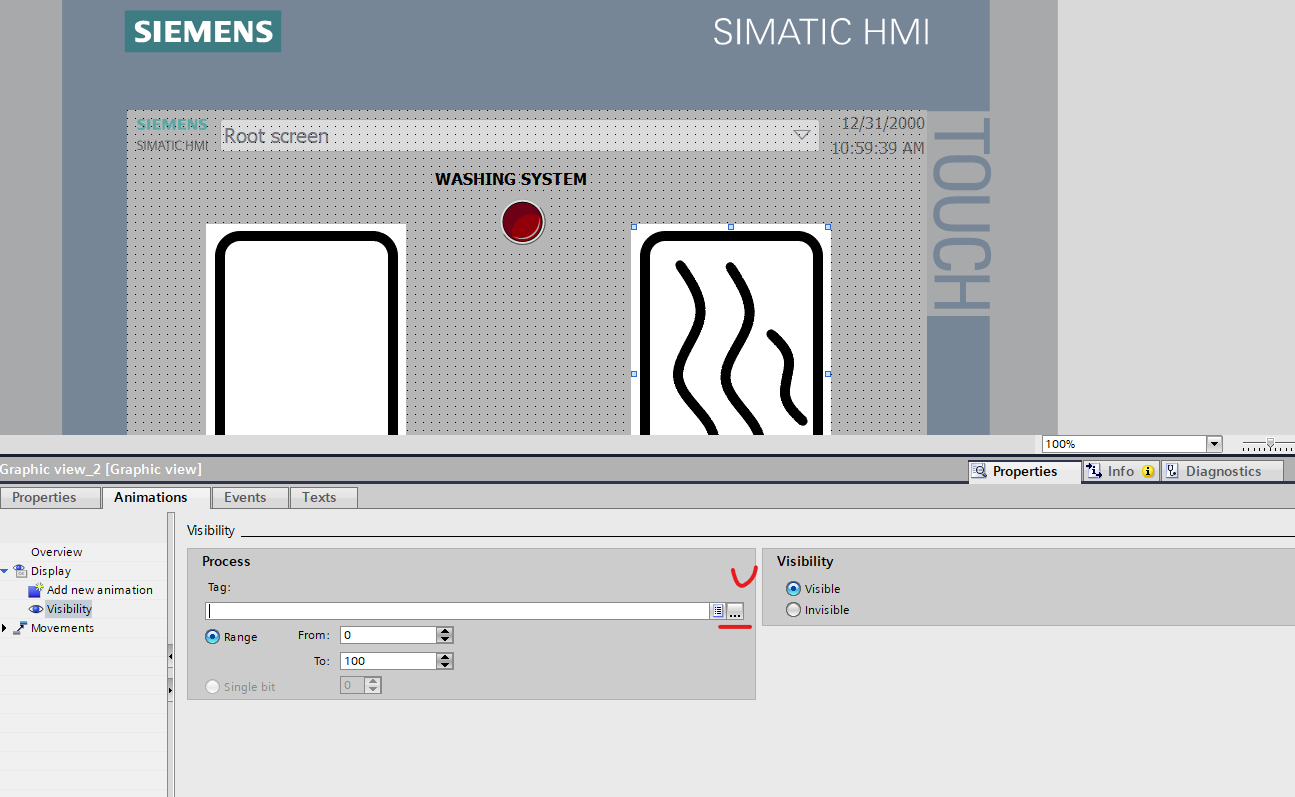 SIEMENS
SIMATIC HMI
SIEMENS
SIMATIC HMI
Root screen
12/31/2000
10:59:39 AM
TOUCH
WASHING SYSTEM
100%
Graphic view_2 [Graphic view]
Properties
Info
Diagnostics
Properties
Animations
Events
Texts
Overview
Display
Add new animation
Visibility
Movements
Visibility
Process
Tag:
Range
From:
0
To:
100
Single bit
0
Visibility
Visible
Invisible